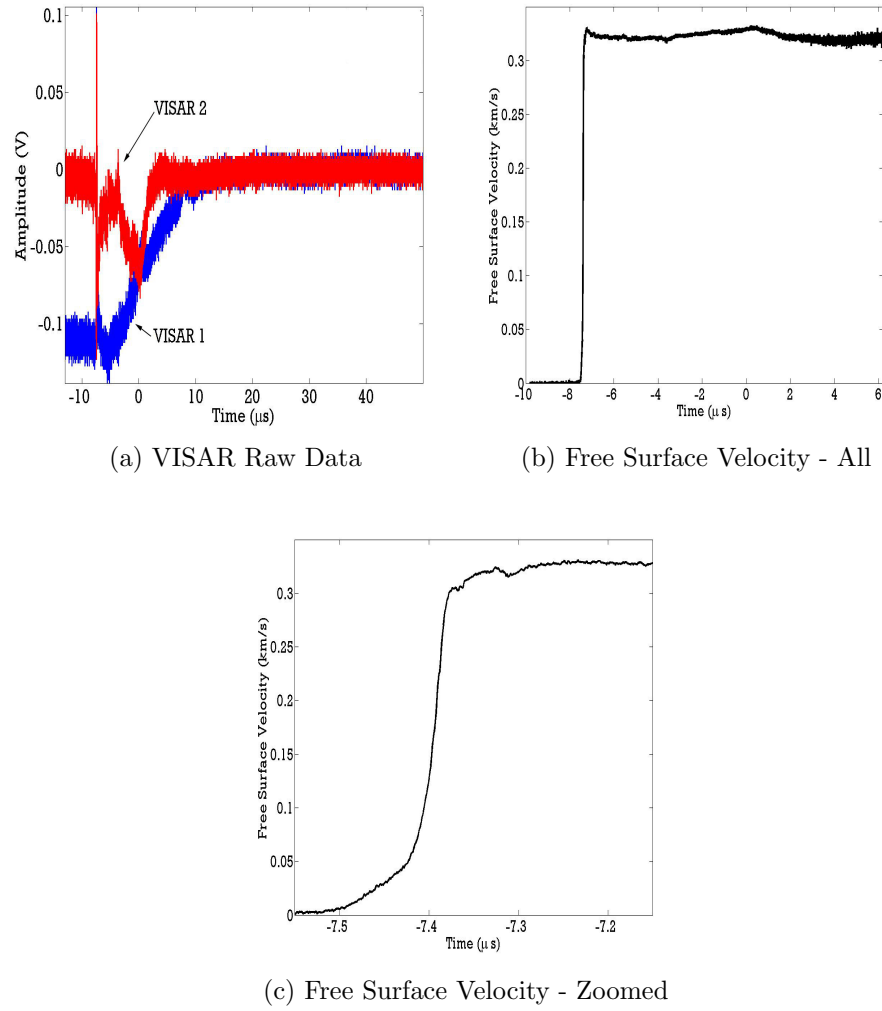 0.1
0.05
0
-0.05
-0.1
Amplitude (V)
VISAR 2
VISAR 1
-10 0 10 20 30 40
Time (μs)
(a) VISAR Raw Data
0.3
0.25
0.2
0.15
0.1
0.05
0
Free Surface Velocity (km/s)
-10 -8 -6 -4 -2 0 2 4 6
Time (μ s)
(b) Free Surface Velocity - All
0.3
0.25
0.2
0.15
0.1
0.05
0
Free Surface Velocity (km/s)
-7.5 -7.4 -7.3 -7.2
Time (μ s)
(c) Free Surface Velocity - Zoomed